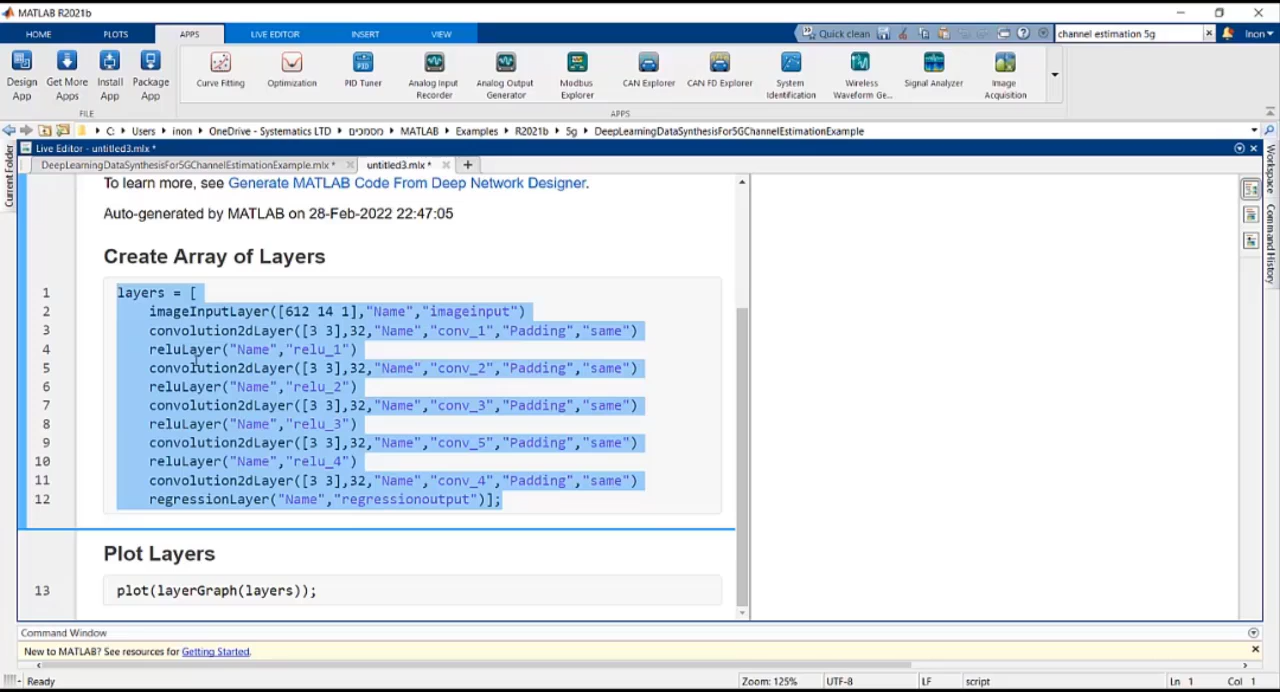 MATLAB R2021b
HOME PLOTS APPS LIVE EDITOR INSERT VIEW
Quick clean
channel estimation 5g
Inon
Design App
Get More Apps
Install App
Package App
Curve Fitting
Optimization
PID Tuner
Analog Input Recorder
Analog Output Generator
Modbus Explorer
CAN Explorer
CAN FD Explorer
System Identification
Wireless Waveform Ge...
Signal Analyzer
Image Acquisition
FILE
APPS
C: Users inon OneDrive - Systematics LTD מסמכים MATLAB Examples R2021b 5g DeepLearningDataSynthesisFor5GChannelEstimationExample
Live Editor - untitled3.mlx *
DeepLearningDataSynthesisFor5GChannelEstimationExample.mlx *
untitled3.mlx *
Current Folder
Workspace
Command History
To learn more, see Generate MATLAB Code From Deep Network Designer.
Auto-generated by MATLAB on 28-Feb-2022 22:47:05
Create Array of Layers
1 layers = [
2 imageInputLayer([612 14 1],"Name","imageinput")
3 convolution2dLayer([3 3],32,"Name","conv_1","Padding","same")
4 reluLayer("Name","relu_1")
5 convolution2dLayer([3 3],32,"Name","conv_2","Padding","same")
6 reluLayer("Name","relu_2")
7 convolution2dLayer([3 3],32,"Name","conv_3","Padding","same")
8 reluLayer("Name","relu_3")
9 convolution2dLayer([3 3],32,"Name","conv_5","Padding","same")
10 reluLayer("Name","relu_4")
11 convolution2dLayer([3 3],32,"Name","conv_4","Padding","same")
12 regressionLayer("Name","regressionoutput")];
Plot Layers
13 plot(layerGraph(layers));
Command Window
New to MATLAB? See resources for Getting Started.
Ready
Zoom: 125% UTF-8 LF script Ln 1 Col 1